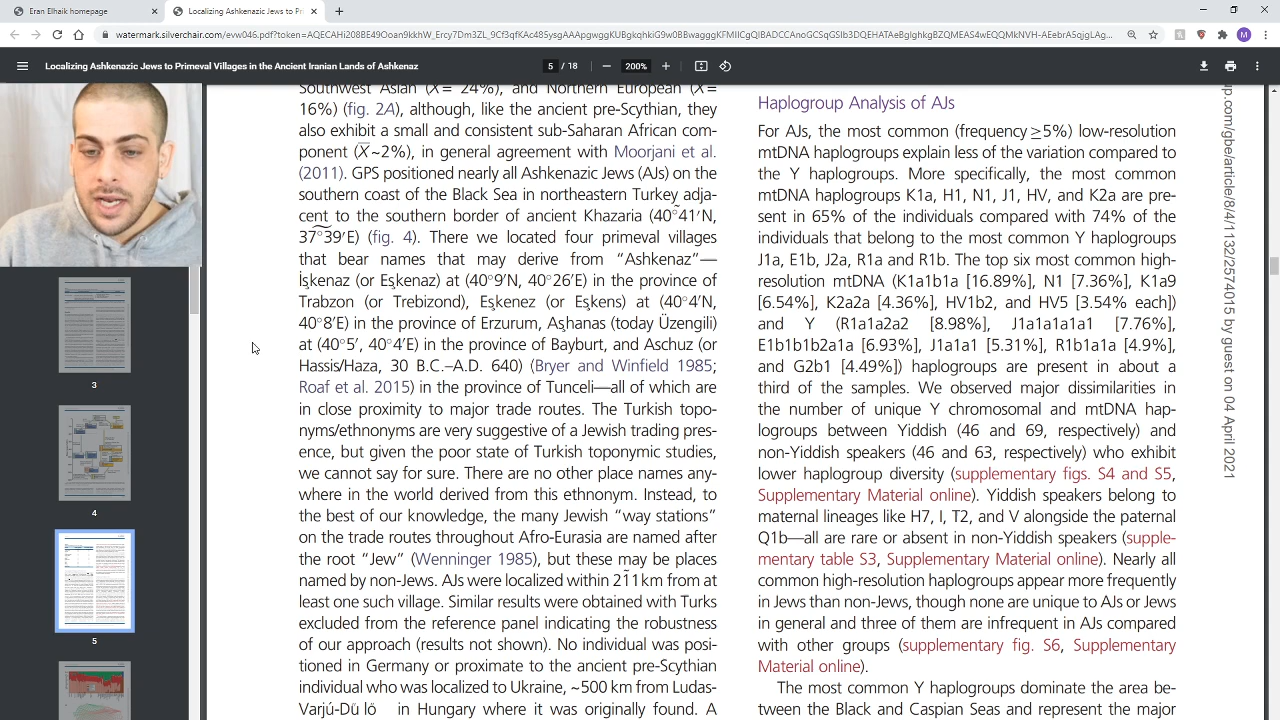 Eran Elhaik homepage
Localizing Ashkenazic Jews to Pr
Localizing Ashkenazic Jews to Primeval Villages in the Ancient Iranian Lands of Ashkenaz
5 / 18
200%
M
3
4
5
Southwest Asian (X̅ = 24%), and Northern European (X̅ =
16%) (fig. 2A), although, like the ancient pre-Scythian, they
also exhibit a small and consistent sub-Saharan African com-
ponent (X̅ ~2%), in general agreement with Moorjani et al.
(2011). GPS positioned nearly all Ashkenazic Jews (AJs) on the
southern coast of the Black Sea in northeastern Turkey adja-
cent to the southern border of ancient Khazaria (40°41′N,
37°39′E) (fig. 4). There we located four primeval villages
that bear names that may derive from “Ashkenaz”—
İşkenaz (or Eşkenaz) at (40°9′N, 40°26′E) in the province of
Trabzon (or Trebizond), Eşkenez (or Eşkens) at (40°4′N,
in the province of
(today Üzengili)
at (40°5′, 40°4′E) in the province of Bayburt, and Aschuz (or
Hassis/Haza, 30 B.C.–A.D. 640) (Bryer and Winfield 1985;
Roaf et al. 2015) in the province of Tunceli—all of which are
in close proximity to major trade routes. The Turkish topo-
nyms/ethnonyms are very suggestive of a Jewish trading pres-
ence, but given the poor state of Turkish toponymic studies,
we cannot say for sure. There are no other place names any-
where in the world derived from this ethnonym. Instead, to
the best of our knowledge, the many Jewish “way stations”
on the trade routes throughout Afro-Eurasia are named after
the root “Jew” but these may be places
named by non-Jews. AJs were localized within 211 km from at
least one such village. Similar results were obtained with Turks
excluded from the reference panel indicating the robustness
of our approach (results not shown). No individual was posi-
tioned in Germany or proximate to the ancient pre-Scythian
individual who was localized to Ukraine, ~500 km from Ludas-
Varjú-Dűlő in Hungary where it was originally found. A
Haplogroup Analysis of AJs
For AJs, the most common (frequency ≥5%) low-resolution
mtDNA haplogroups explain less of the variation compared to
the Y haplogroups. More specifically, the most common
mtDNA haplogroups K1a, H1, N1, J1, HV, and K2a are pre-
sent in 65% of the individuals compared with 74% of the
individuals that belong to the most common Y haplogroups
J1a, E1b, J2a, R1a and R1b. The top six most common high-
resolution mtDNA (K1a1b1a [16.89%], N1 [7.36%], K1a9
[6.54%], K2a2a [4.36%], HV1b2, and HV5 [3.54% each])
and Y (R1a1a2a2 J1a1a1a1a1 [7.76%],
E1b1b1b2a1a [6.93%], J1a1a1 [5.31%], R1b1a1a [4.9%],
and G2b1 [4.49%]) haplogroups are present in about a
third of the samples. We observed major dissimilarities in
the number of unique Y chromosomal and mtDNA hap-
logroups between Yiddish (46 and 69, respectively) and
non-Yiddish speakers (46 and 63, respectively) who exhibit
lower haplogroup diversity (supplementary figs. S4 and S5,
Supplementary Material online). Yiddish speakers belong to
maternal lineages like H7, I, T2, and V alongside the paternal
Q1b—all are rare or absent in non-Yiddish speakers (supple-
mentary table S3, Supplementary Material online). Nearly all
common high-resolution haplogroups appear more frequently
in AJs than non-Jews, though none are unique to AJs or Jews
in general and three of them are infrequent in AJs compared
with other groups (supplementary fig. S6, Supplementary
Material online).
The most common Y haplogroups dominate the area be-
tween the Black and Caspian Seas and represent the major
up.com/gbe/article/8/4/1132/2574015 by guest on 04 April 2021